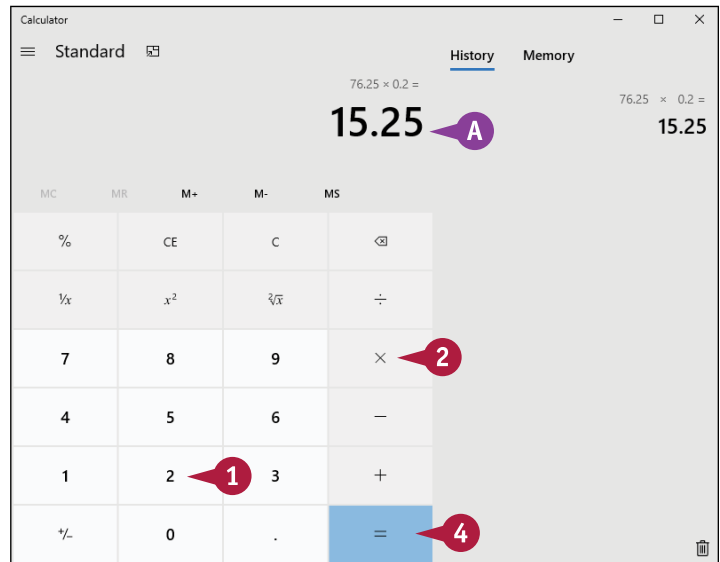 Calculator
Standard
History Memory
76.25 × 0.2 =
15.25 A
76.25 × 0.2 =
15.25
MC MR M+ M- MS
% CE C
¹/x x² ²√x ÷
7 8 9 × 2
4 5 6 −
1 2 1 3 +
+/− 0 . = 4